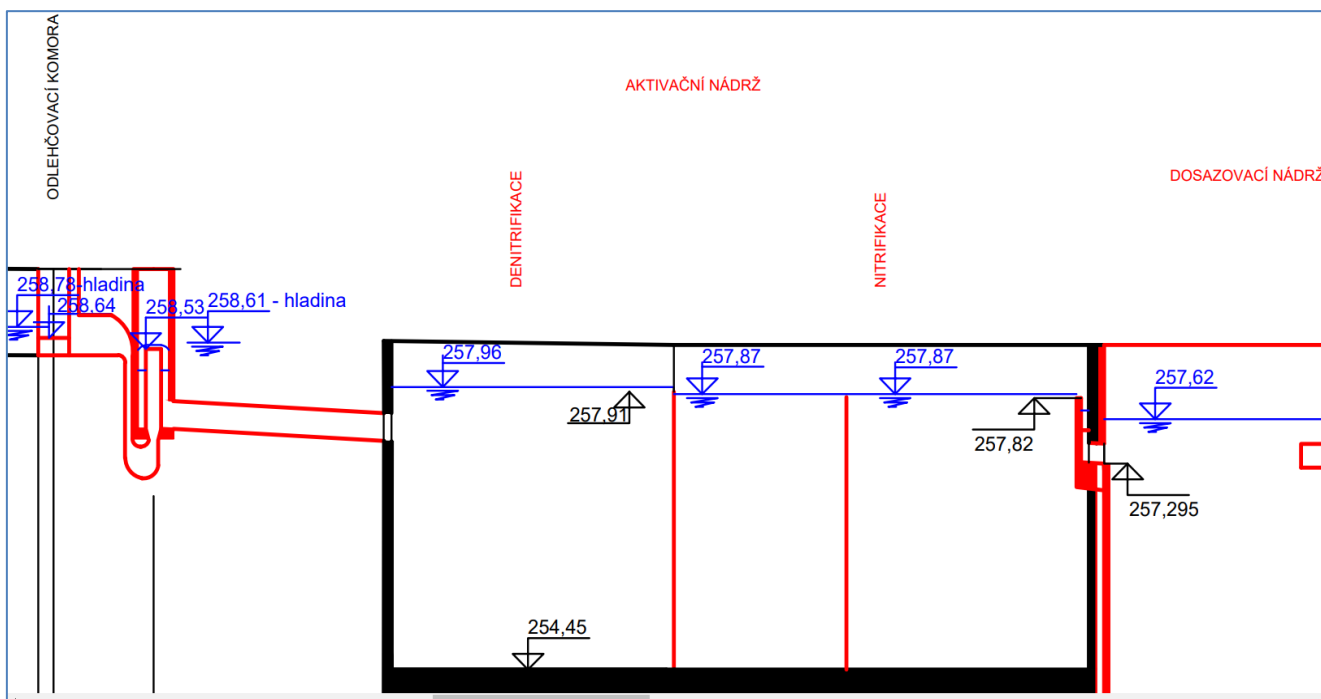 ODLEHČOVACÍ KOMORA
AKTIVAČNÍ NÁDRŽ
DENITRIFIKACE
NITRIFIKACE
DOSAZOVACÍ NÁDRŽ
258,78-hladina
258,64
258,53
258,61 - hladina
257,96
257,87
257,87
257,62
257,91
257,82
257,295
254,45